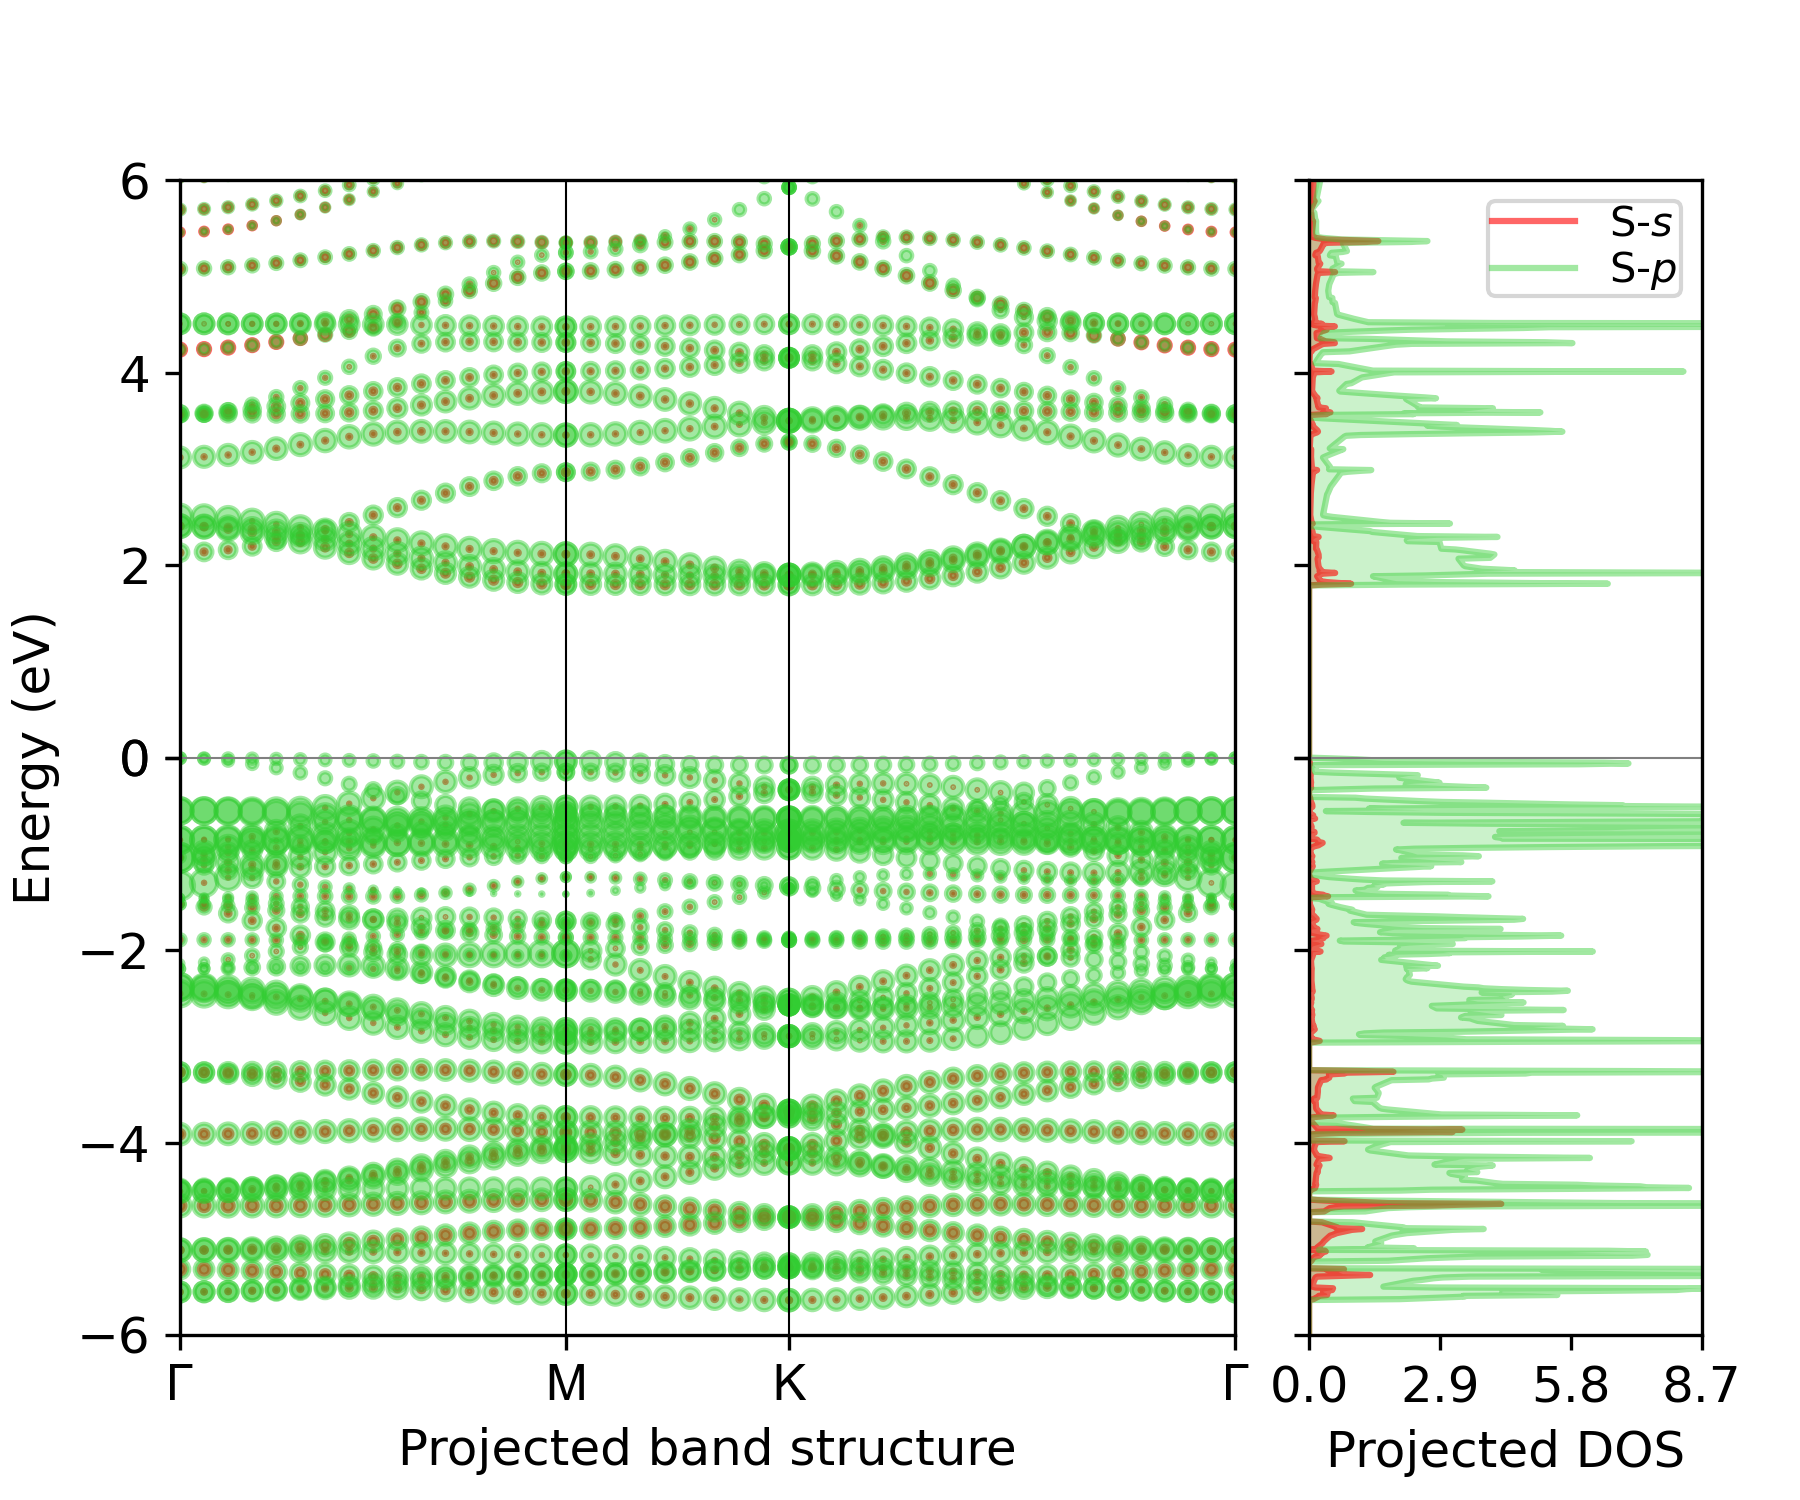 6
4
2
0
−2
−4
−6
Energy (eV)
Γ M K Γ
Projected band structure
S-s
S-p
0.0 2.9 5.8 8.7
Projected DOS